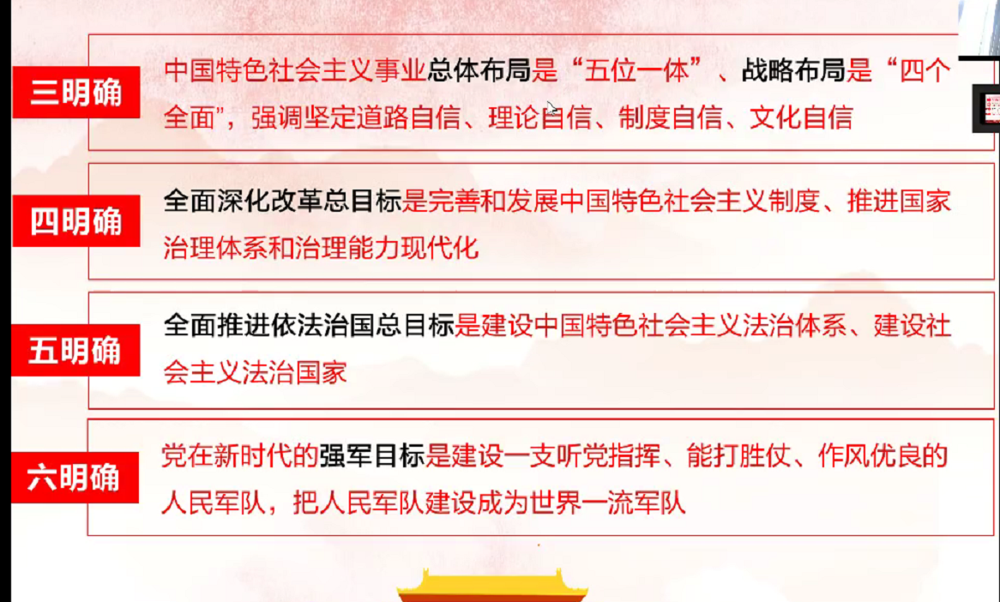 三明确
中国特色社会主义事业总体布局是“五位一体”、战略布局是“四个
全面”，强调坚定道路自信、理论自信、制度自信、文化自信
四明确
全面深化改革总目标是完善和发展中国特色社会主义制度、推进国家
治理体系和治理能力现代化
五明确
全面推进依法治国总目标是建设中国特色社会主义法治体系、建设社
会主义法治国家
六明确
党在新时代的强军目标是建设一支听党指挥、能打胜仗、作风优良的
人民军队，把人民军队建设成为世界一流军队